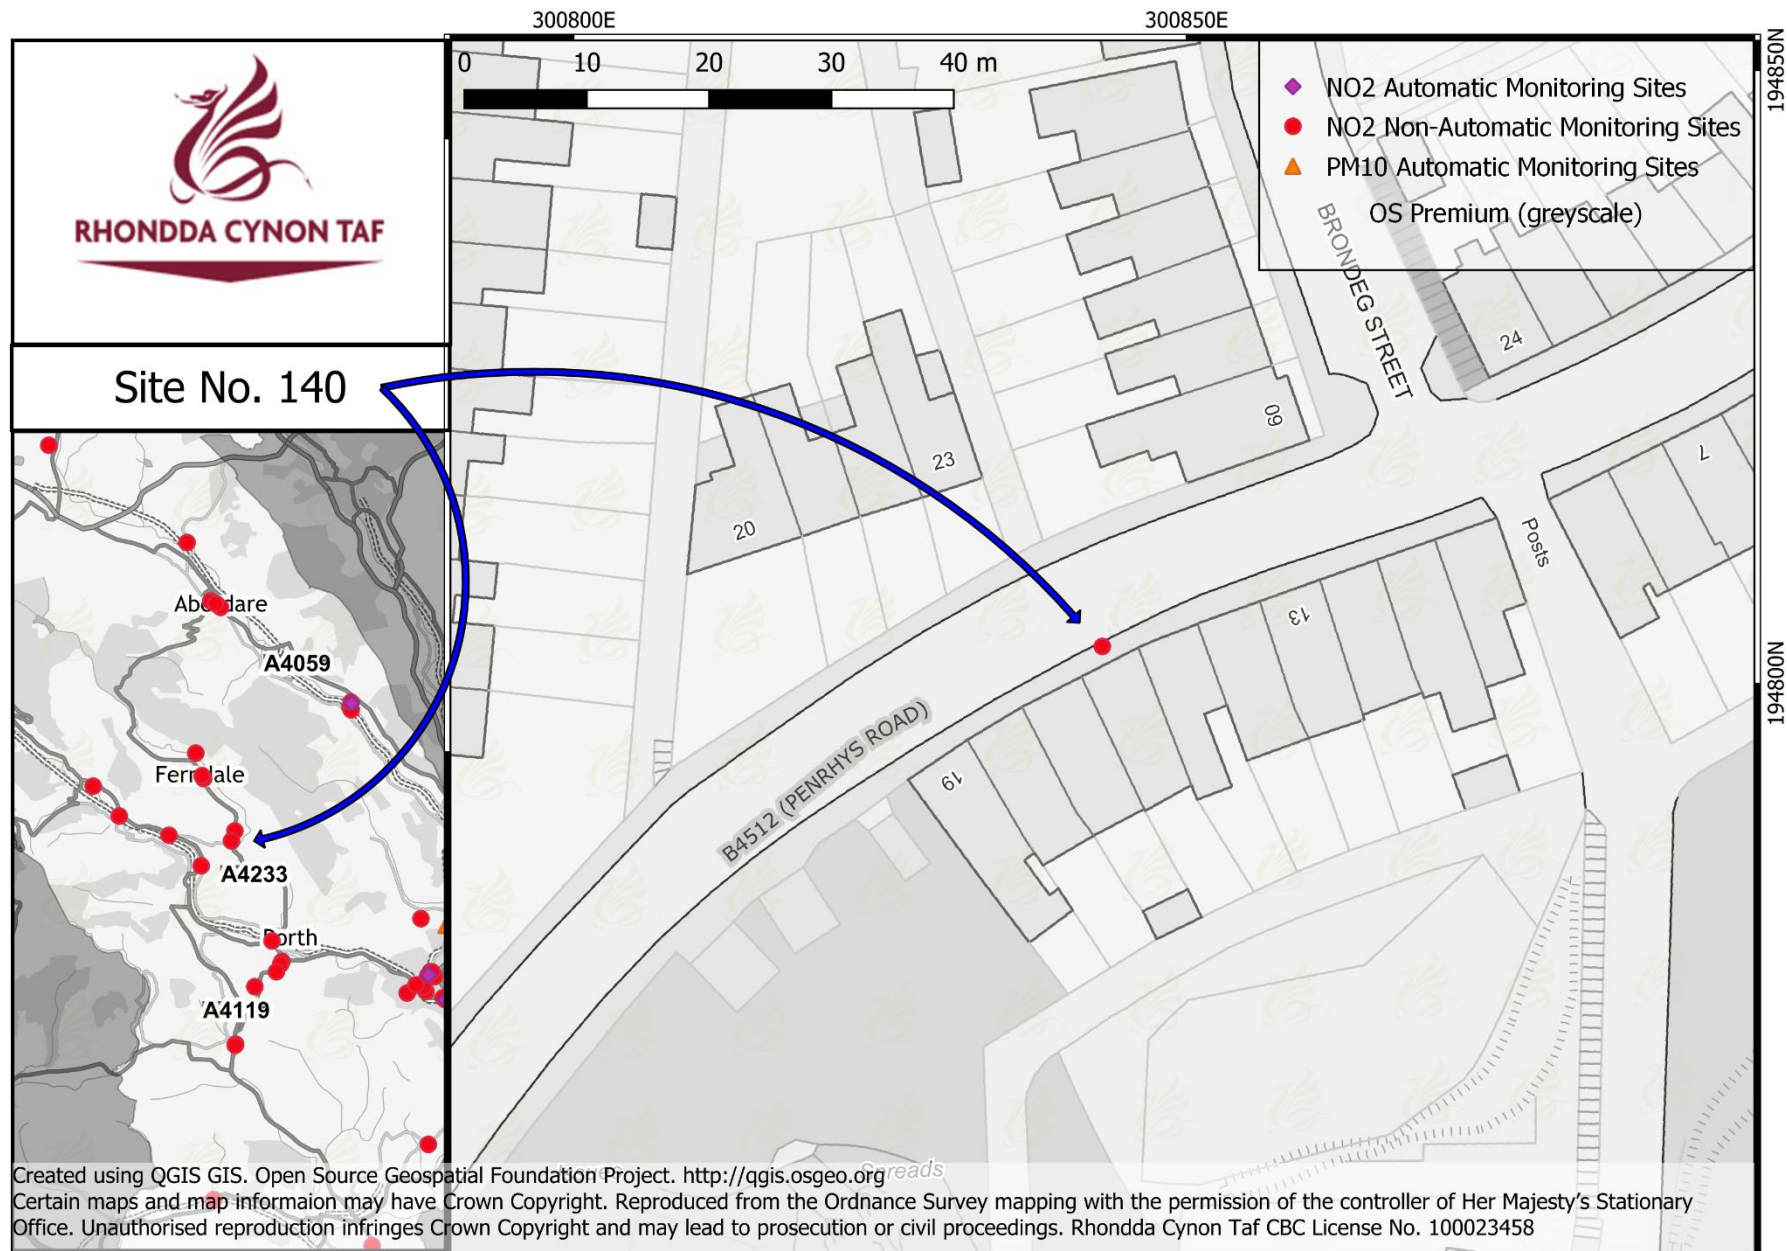 300800E
300850E
194850N
194800N
RHONDDA CYNON TAF
Site No. 140
0 10 20 30 40 m
NO2 Automatic Monitoring Sites
NO2 Non-Automatic Monitoring Sites
PM10 Automatic Monitoring Sites
OS Premium (greyscale)
BRONDEG STREET
24
60
7
23
20
Posts
13
19
B4512 (PENRHYS ROAD)
Aberdare
A4059
Ferndale
A4233
Porth
A4119
Issues
Spreads
Created using QGIS GIS. Open Source Geospatial Foundation Project. http://qgis.osgeo.org
Certain maps and map informaion may have Crown Copyright. Reproduced from the Ordnance Survey mapping with the permission of the controller of Her Majesty's Stationary
Office. Unauthorised reproduction infringes Crown Copyright and may lead to prosecution or civil proceedings. Rhondda Cynon Taf CBC License No. 100023458